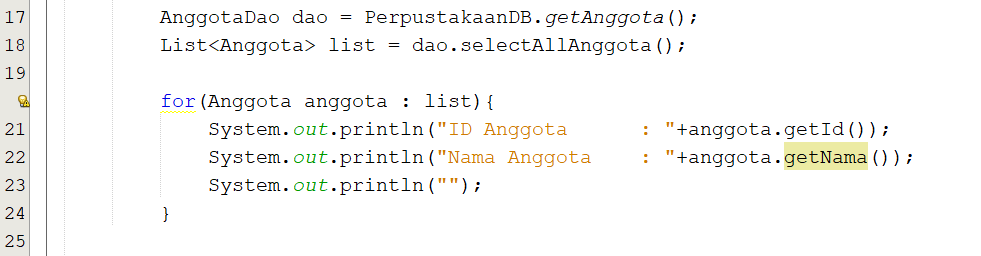 17 AnggotaDao dao = PerpustakaanDB.getAnggota();
18 List<Anggota> list = dao.selectAllAnggota();
19
for(Anggota anggota : list){
21 System.out.println("ID Anggota      : "+anggota.getId());
22 System.out.println("Nama Anggota    : "+anggota.getNama());
23 System.out.println("");
24 }
25